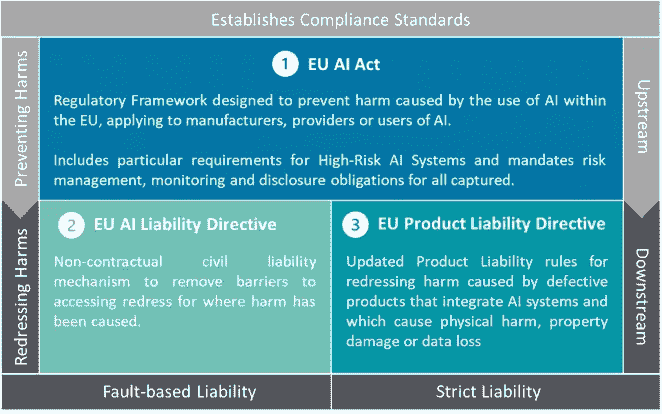 Establishes Compliance Standards
Preventing Harms
1 EU AI Act
Upstream
Regulatory Framework designed to prevent harm caused by the use of AI within
the EU, applying to manufacturers, providers or users of AI.
Includes particular requirements for High-Risk AI Systems and mandates risk
management, monitoring and disclosure obligations for all captured.
Redressing Harms
2 EU AI Liability Directive
Non-contractual civil liability
mechanism to remove barriers to
accessing redress for where harm has
been caused.
3 EU Product Liability Directive
Updated Product Liability rules for
redressing harm caused by defective
products that integrate AI systems and
which cause physical harm, property
damage or data loss
Downstream
Fault-based Liability
Strict Liability